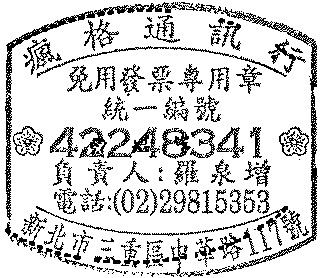 瘋格通訊行
免用發票專用章
統一編號
42248341
負責人:羅泉增
電話:(02)29815353
新北市三重區中華路117號